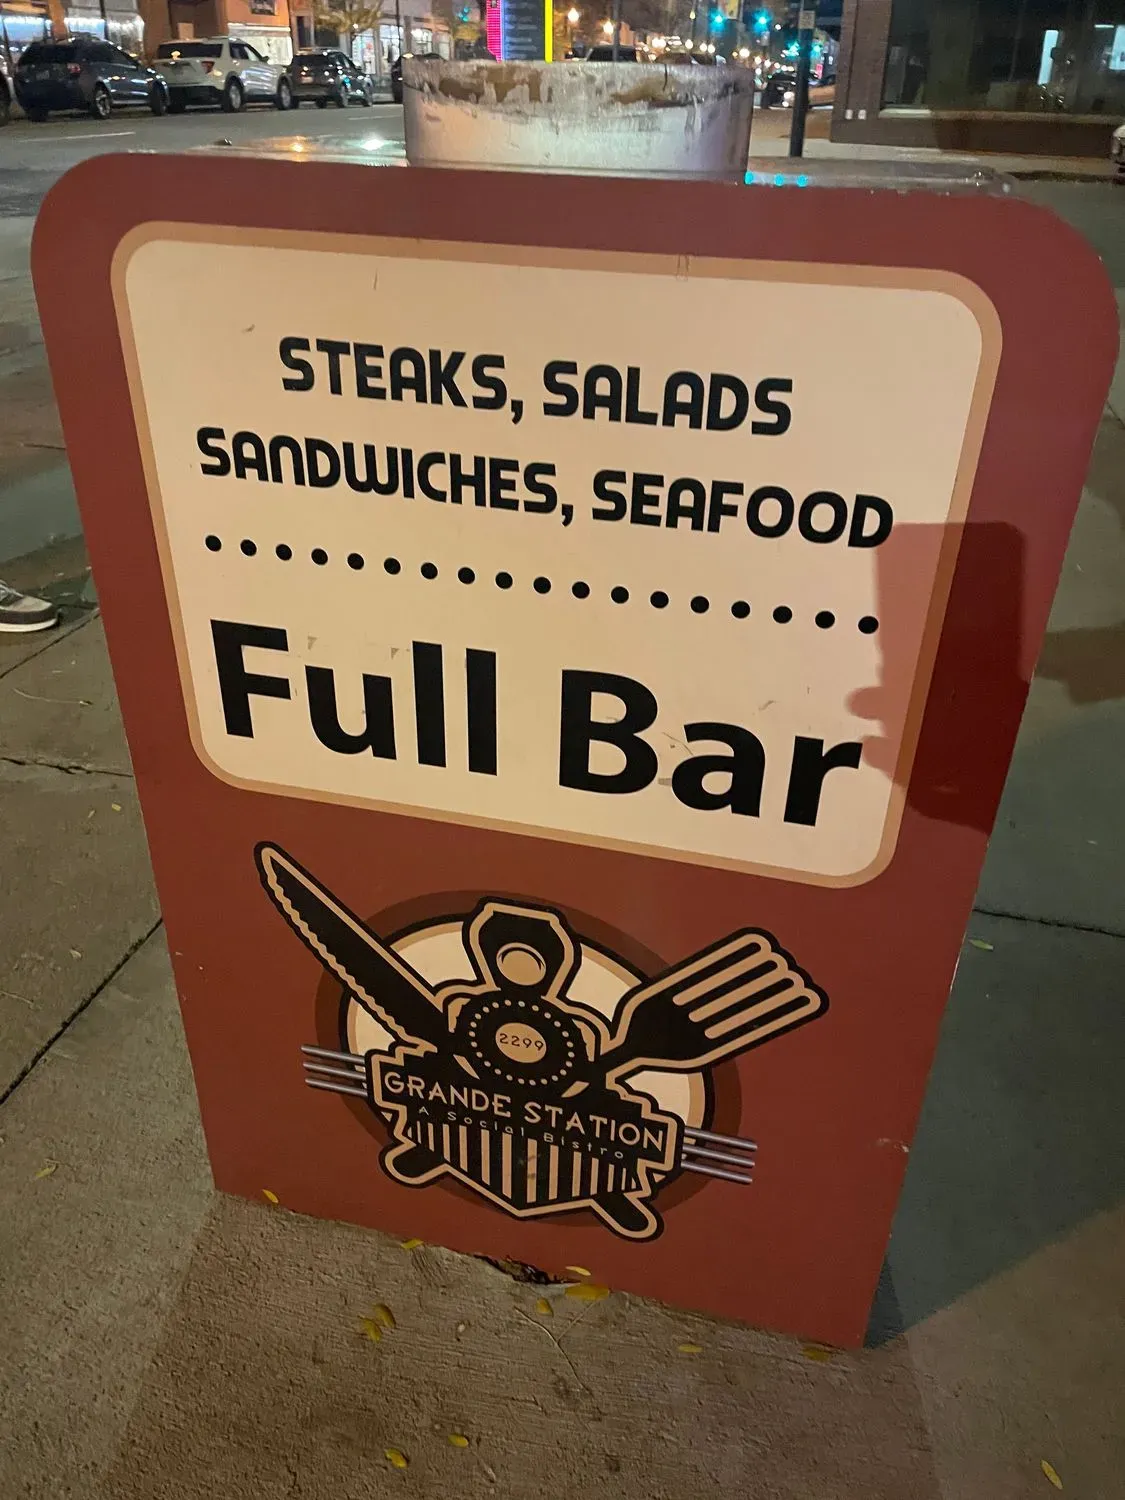 STEAKS, SALADS
SANDWICHES, SEAFOOD
Full Bar
2299
GRANDE STATION
A Social Bistro